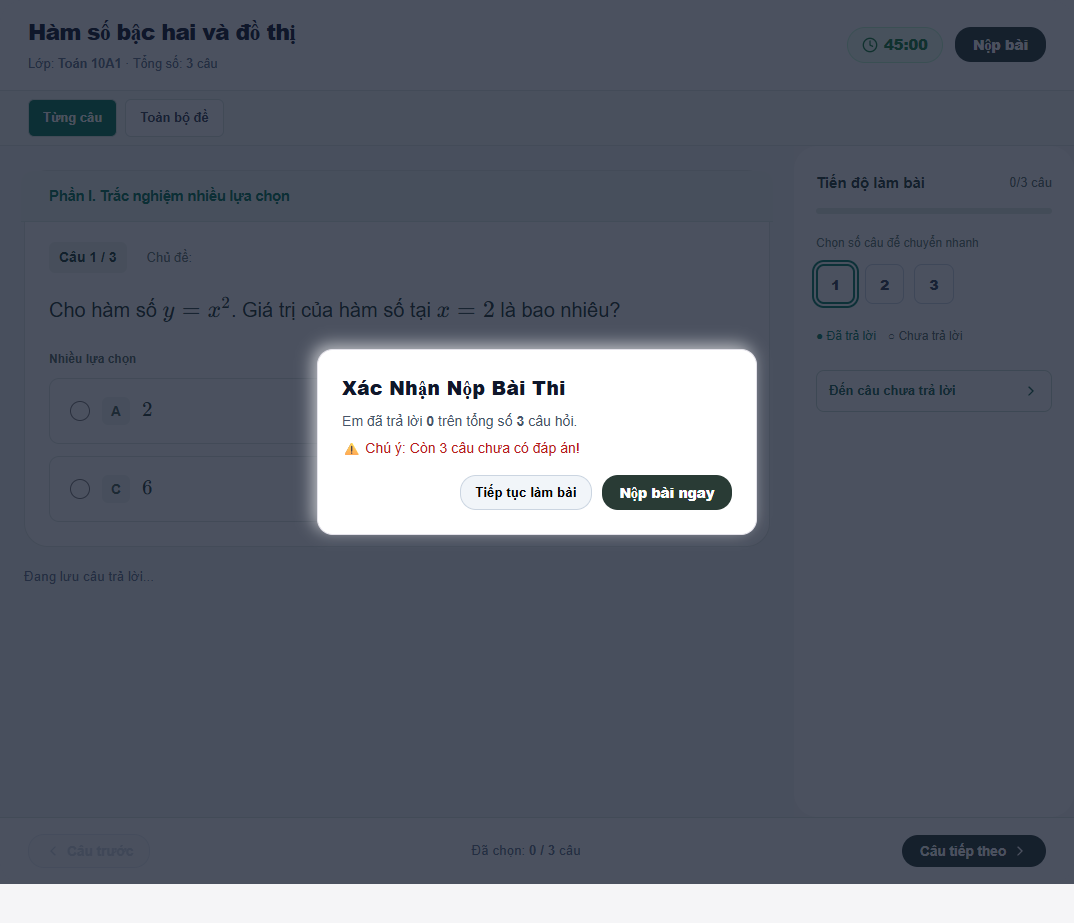 Hàm số bậc hai và đồ thị
Lớp: Toán 10A1 · Tổng số: 3 câu
45:00
Nộp bài
Từng câu
Toàn bộ đề
Phần I. Trắc nghiệm nhiều lựa chọn
Câu 1 / 3
Chủ đề:
Cho hàm số y = x². Giá trị của hàm số tại x = 2 là bao nhiêu?
Nhiều lựa chọn
A 2
C 6
Đang lưu câu trả lời...
Tiến độ làm bài
0/3 câu
Chọn số câu để chuyển nhanh
1 2 3
● Đã trả lời ○ Chưa trả lời
Đến câu chưa trả lời
Xác Nhận Nộp Bài Thi
Em đã trả lời 0 trên tổng số 3 câu hỏi.
⚠️ Chú ý: Còn 3 câu chưa có đáp án!
Tiếp tục làm bài
Nộp bài ngay
Câu trước
Đã chọn: 0 / 3 câu
Câu tiếp theo